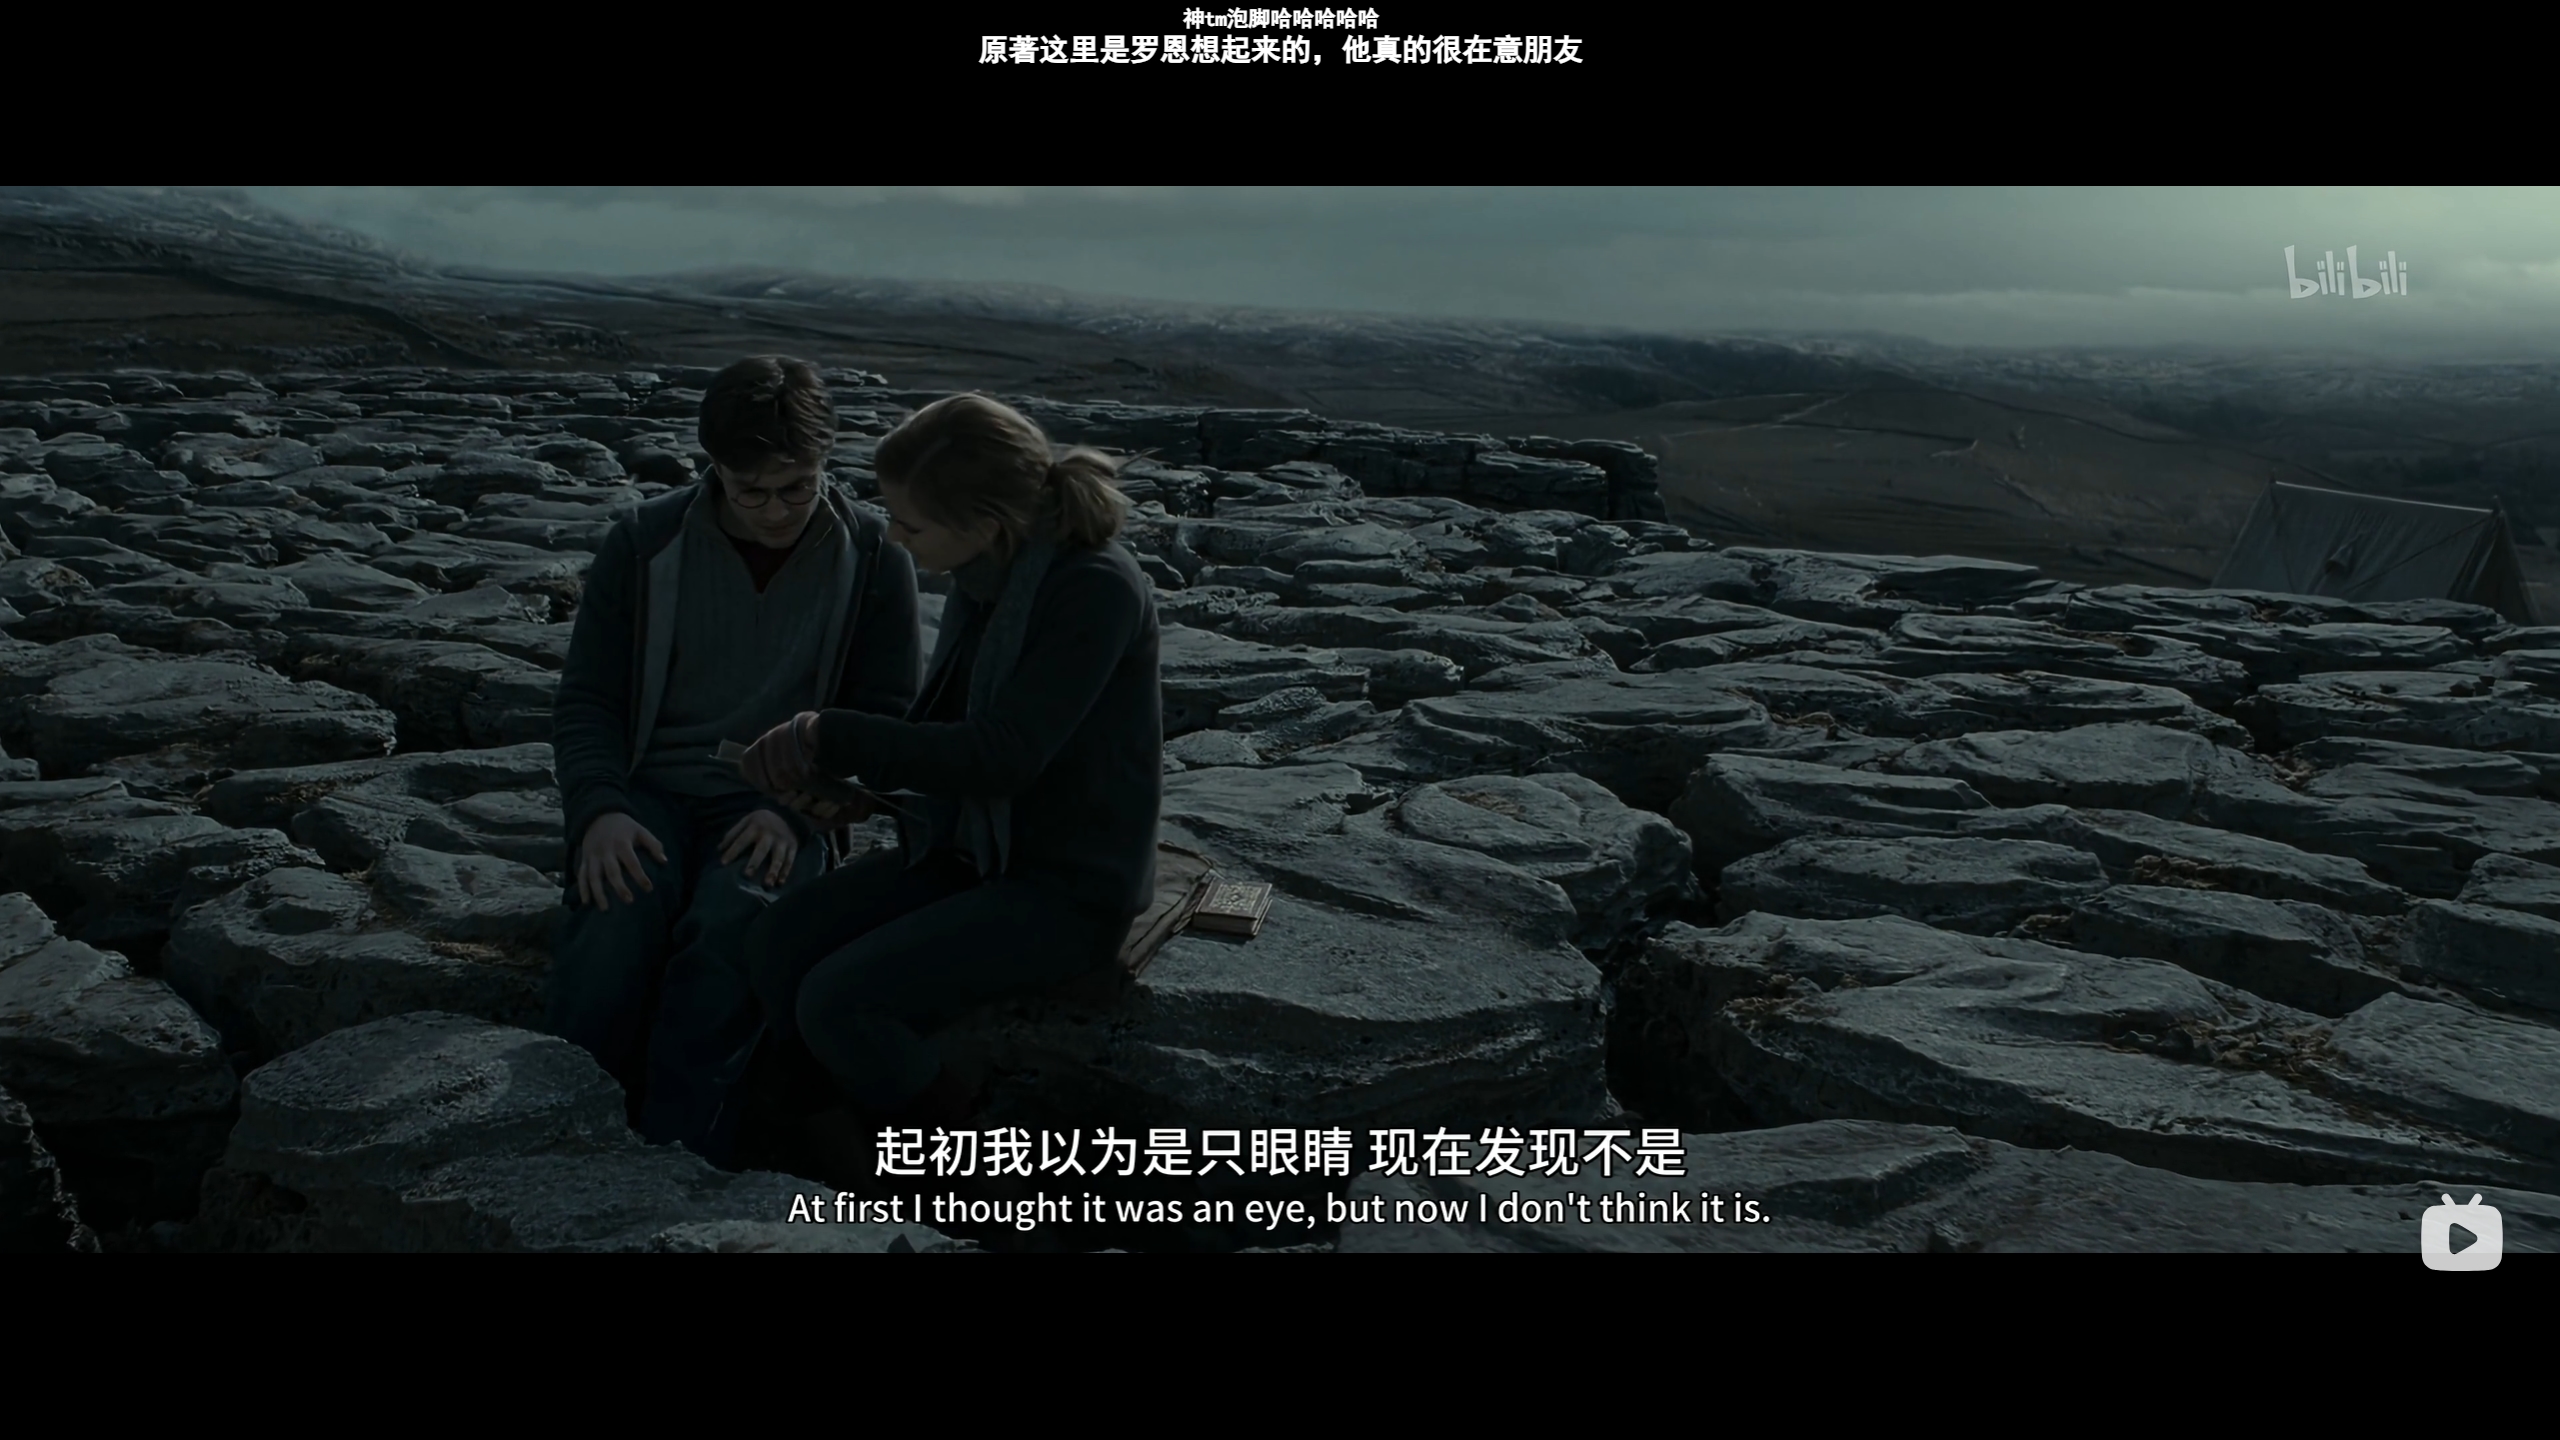 神tm泡脚哈哈哈哈哈
原著这里是罗恩想起来的，他真的很在意朋友
bilibili
起初我以为是只眼睛 现在发现不是
At first I thought it was an eye, but now I don't think it is.